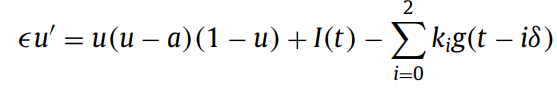 ϵu′ = u(u − a)(1 − u) + I(t) − ∑_{i=0}^{2} k_i g(t − iδ)